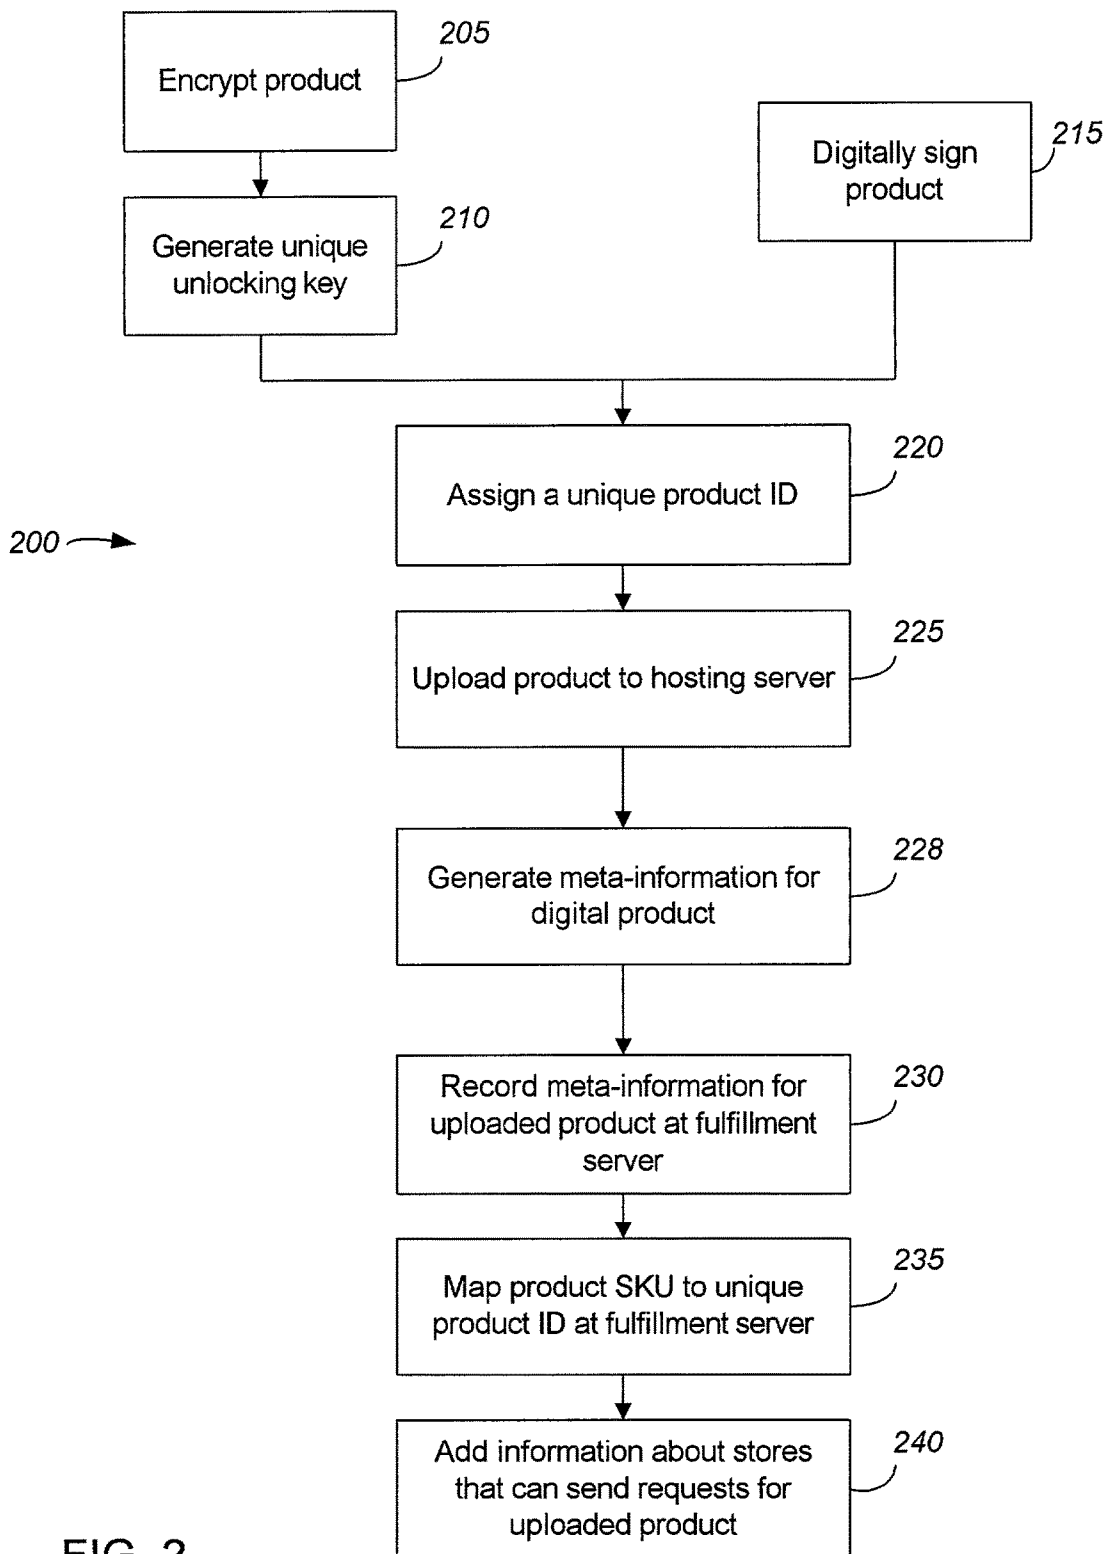 205
Encrypt product
215
Digitally sign
product
210
Generate unique
unlocking key
220
Assign a unique product ID
200
225
Upload product to hosting server
228
Generate meta-information for
digital product
230
Record meta-information for
uploaded product at fulfillment
server
235
Map product SKU to unique
product ID at fulfillment server
240
Add information about stores
that can send requests for
uploaded product
FIG. 2